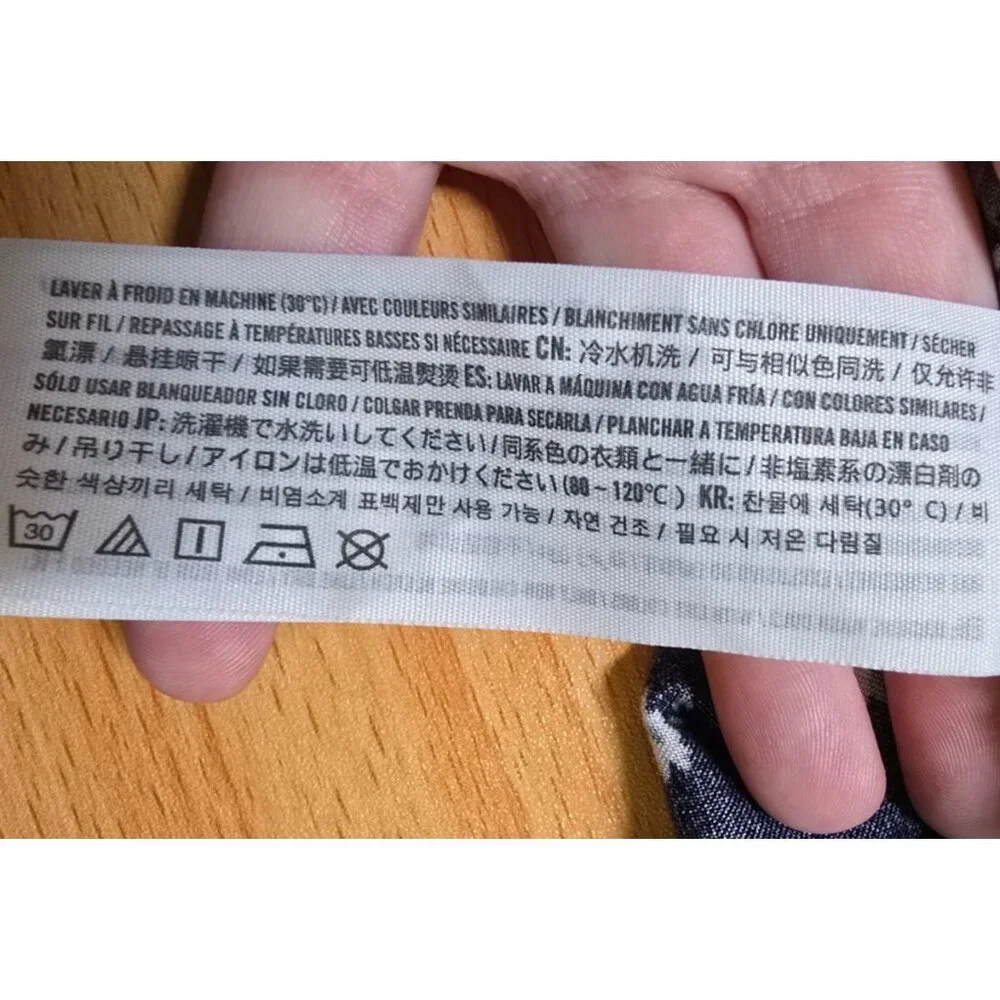 LAVER À FROID EN MACHINE (30°C) / AVEC COULEURS SIMILAIRES / BLANCHIMENT SANS CHLORE UNIQUEMENT / SÉCHER
SUR FIL / REPASSAGE À TEMPÉRATURES BASSES SI NÉCESSAIRE CN: 冷水机洗 / 可与相似色同洗 / 仅允许非
氯漂 / 悬挂晾干 / 如果需要可低温熨烫 ES: LAVAR A MÁQUINA CON AGUA FRÍA / CON COLORES SIMILARES /
SÓLO USAR BLANQUEADOR SIN CLORO / COLGAR PRENDA PARA SECARLA / PLANCHAR A TEMPERATURA BAJA EN CASO
NECESARIO JP: 洗濯機で水洗いしてください/同系色の衣類と一緒に/非塩素系の漂白剤の
み/吊り干し/アイロンは低温でおかけください(80~120℃) KR: 찬물에 세탁(30° C) / 비
슷한 색상끼리 세탁 / 비염소계 표백제만 사용 가능 / 자연 건조 / 필요 시 저온 다림질
30